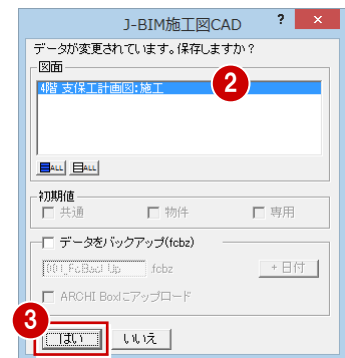 J-BIM施工図CAD ? ×
データが変更されています。保存しますか?
図面
4階 支保工計画図:施工
2
ALL ALL
初期値
共通 物件 専用
データをバックアップ(fcbz)
fcbz +日付
ARCHI Boxにアップロード
3
はい いいえ